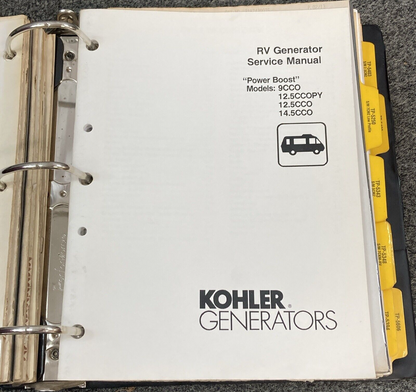 RV Generator
Service Manual
"Power Boost"
Models: 9CCO
12.5CCOPY
12.5CCO
14.5CCO
KOHLER®
GENERATORS